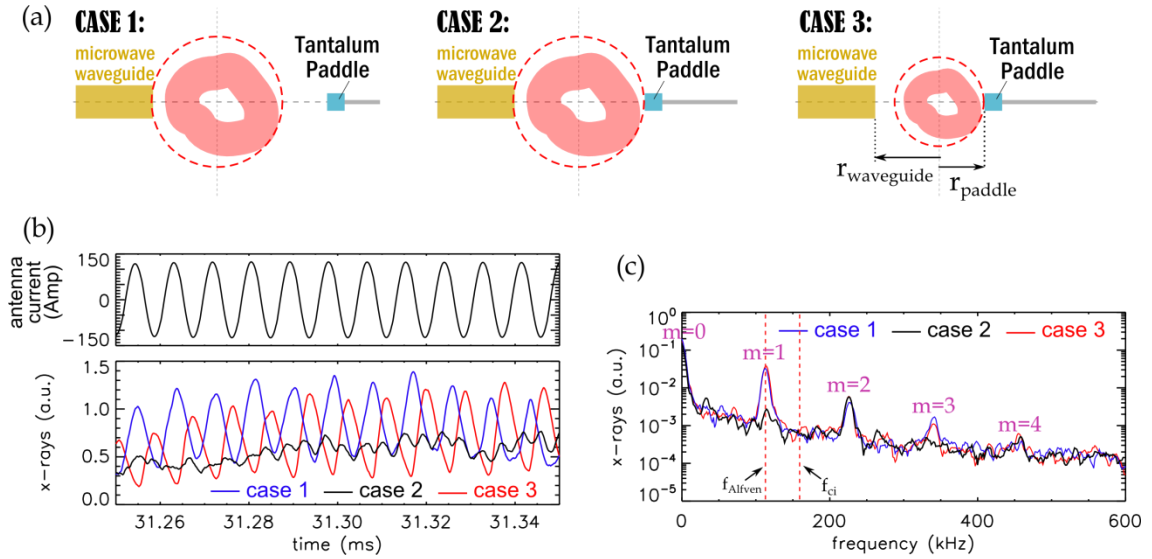 (a)
CASE 1:
microwave
waveguide
Tantalum
Paddle
CASE 2:
microwave
waveguide
Tantalum
Paddle
CASE 3:
microwave
waveguide
Tantalum
Paddle
rwaveguide
rpaddle
(b)
antenna
current
(Amp)
150
0
−150
x−rays (a.u.)
1.5
1.0
0.5
0.0
case 1
case 2
case 3
31.26
31.28
31.30
31.32
31.34
time (ms)
(c)
x−rays (a.u.)
10^0
10^-1
10^-2
10^-3
10^-4
10^-5
m=0
m=1
m=2
m=3
m=4
case 1
case 2
case 3
fAlfven
fci
0
200
400
600
frequency (kHz)